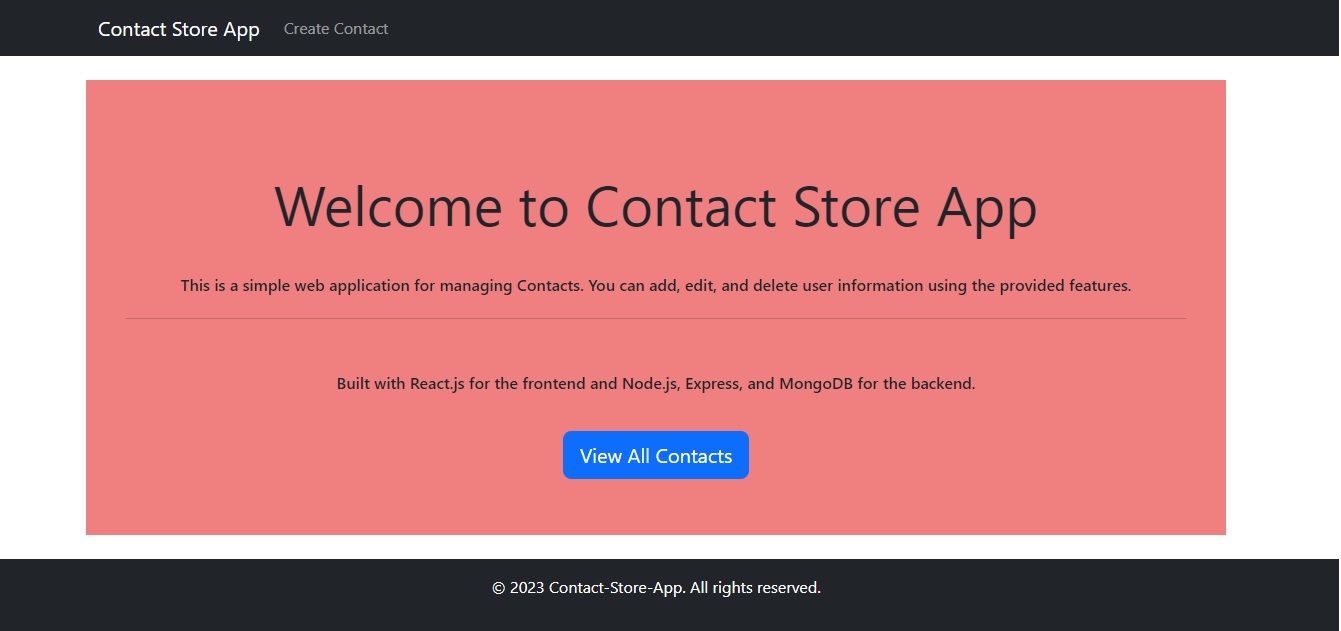 Contact Store App Create Contact
Welcome to Contact Store App
This is a simple web application for managing Contacts. You can add, edit, and delete user information using the provided features.
Built with React.js for the frontend and Node.js, Express, and MongoDB for the backend.
View All Contacts
© 2023 Contact-Store-App. All rights reserved.